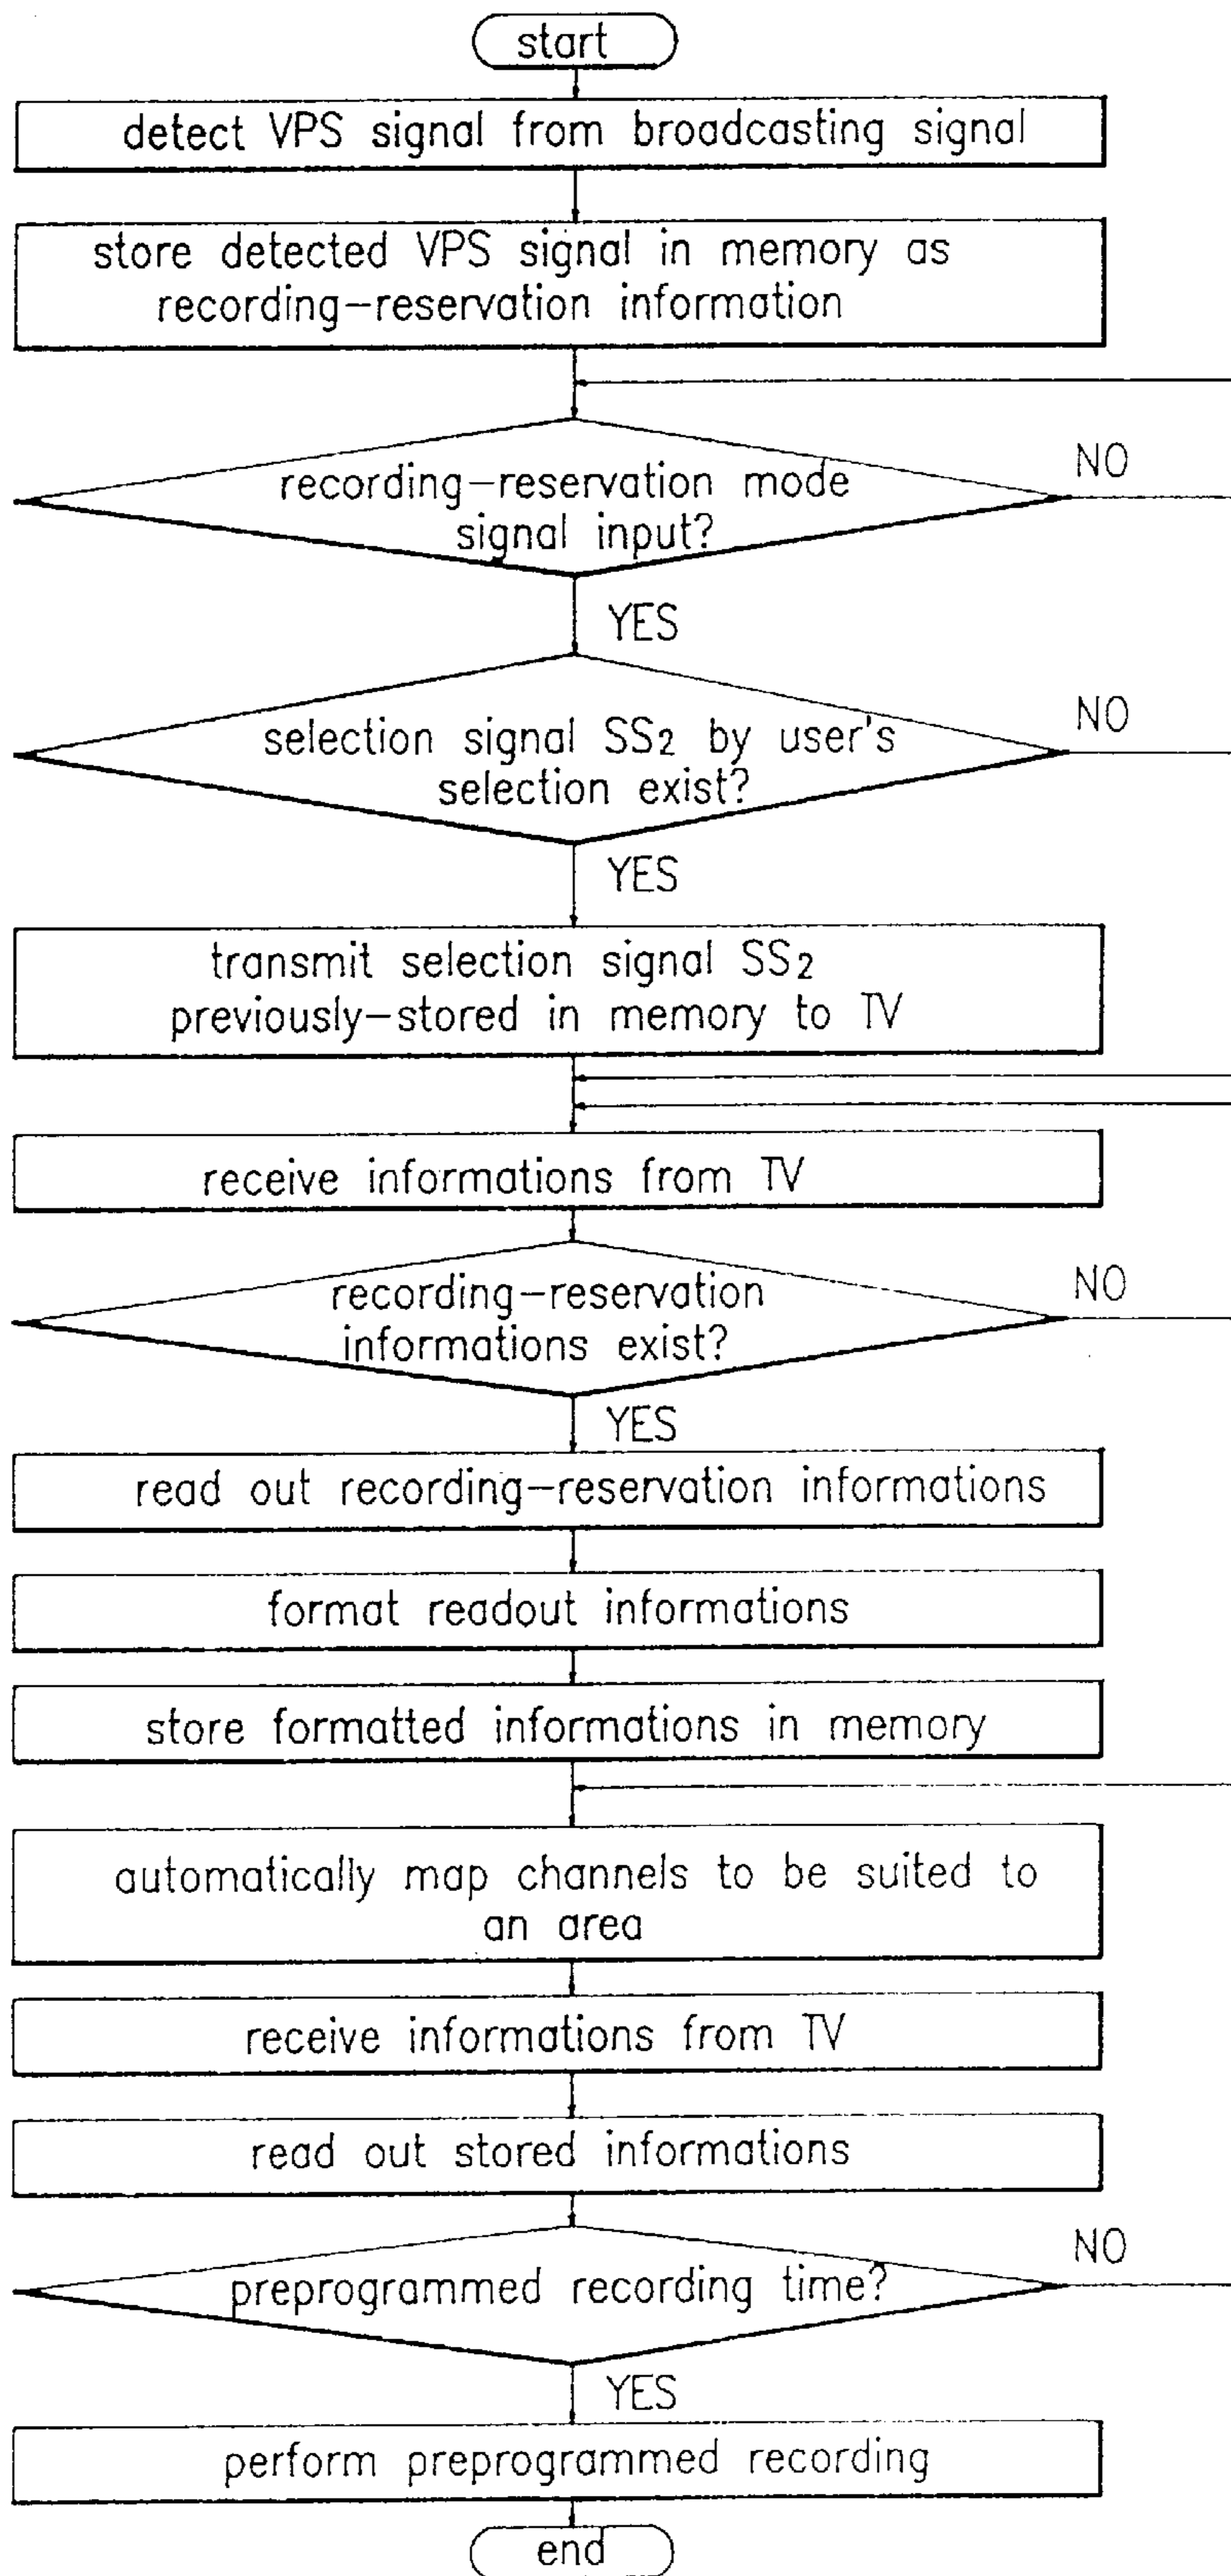 start
detect VPS signal from broadcasting signal
store detected VPS signal in memory as
recording-reservation information
recording-reservation mode
signal input?
NO
YES
selection signal SS2 by user's
selection exist?
NO
YES
transmit selection signal SS2
previously-stored in memory to TV
receive informations from TV
recording-reservation
informations exist?
NO
YES
read out recording-reservation informations
format readout informations
store formatted informations in memory
automatically map channels to be suited to
an area
receive informations from TV
read out stored informations
preprogrammed recording time?
NO
YES
perform preprogrammed recording
end